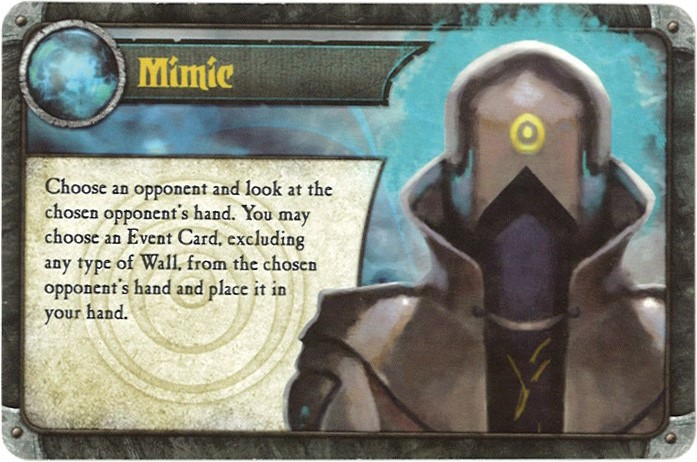 Mimic
Choose an opponent and look at the
chosen opponent's hand. You may
choose an Event Card, excluding
any type of Wall, from the chosen
opponent's hand and place it in
your hand.